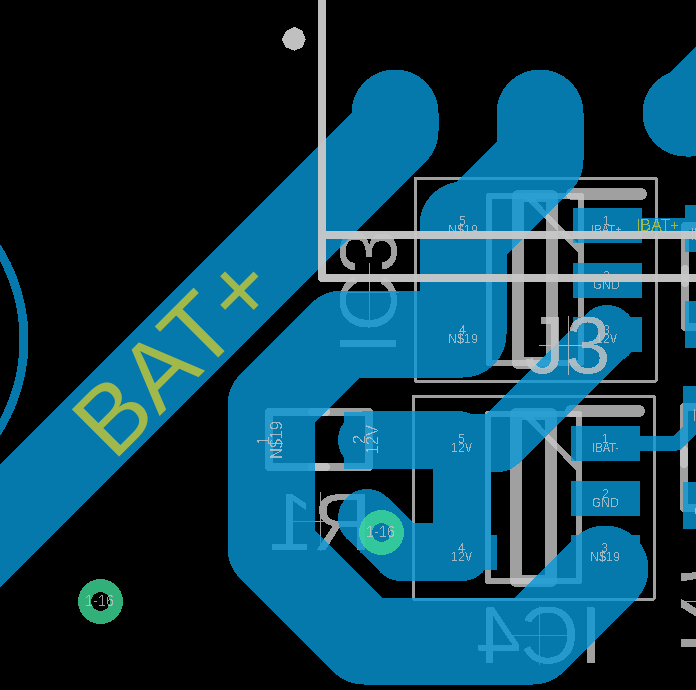 5
N$19
1
IBAT+
IBAT+
2
GND
IC3
4
N$19
3
12V
J3
BAT+
1
N$19
2
12V
5
12V
1
IBAT-
2
GND
R1
1-16
4
12V
3
N$19
1-16
IC4